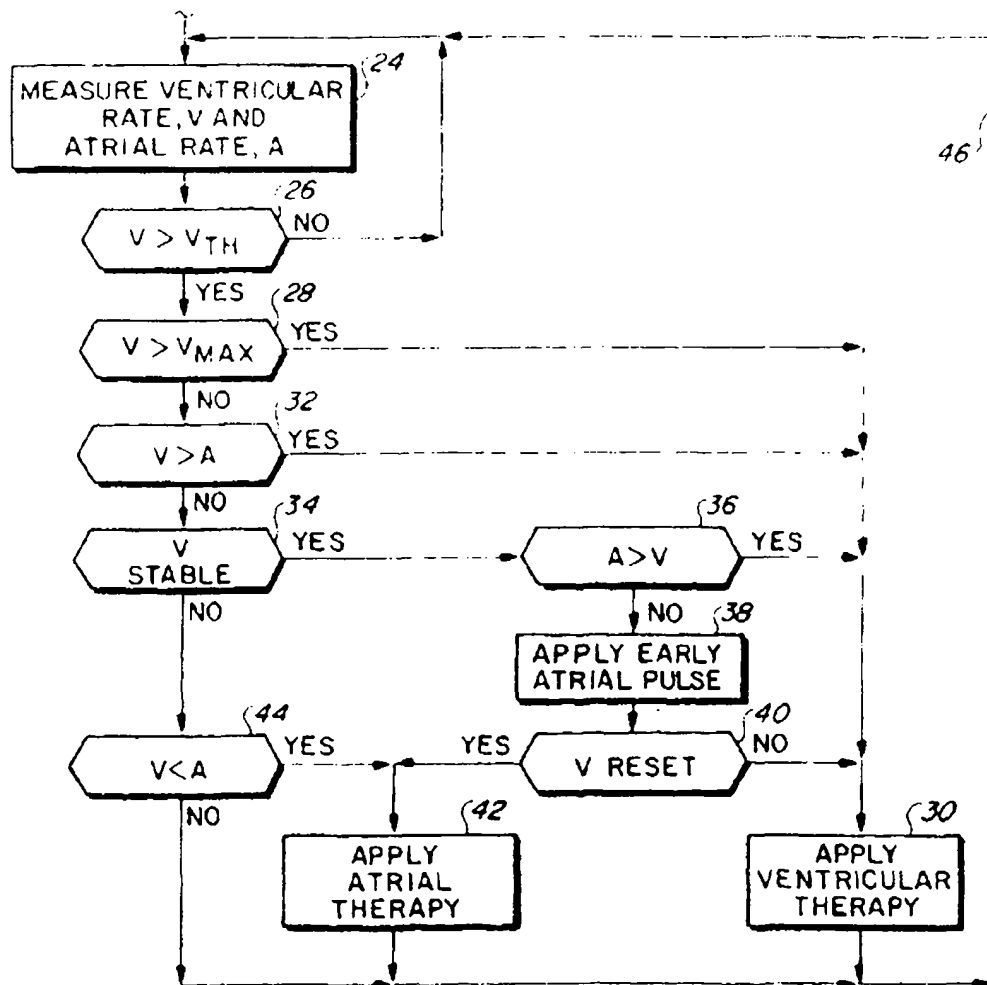 24
MEASURE VENTRICULAR
RATE, V AND
ATRIAL RATE, A
46
26
V > VTH
NO
YES
28
V > VMAX
YES
NO
32
V > A
YES
NO
34
V
STABLE
YES
NO
36
A > V
YES
NO
38
APPLY EARLY
ATRIAL PULSE
44
V < A
YES
NO
40
YES
V RESET
NO
42
APPLY
ATRIAL
THERAPY
30
APPLY
VENTRICULAR
THERAPY